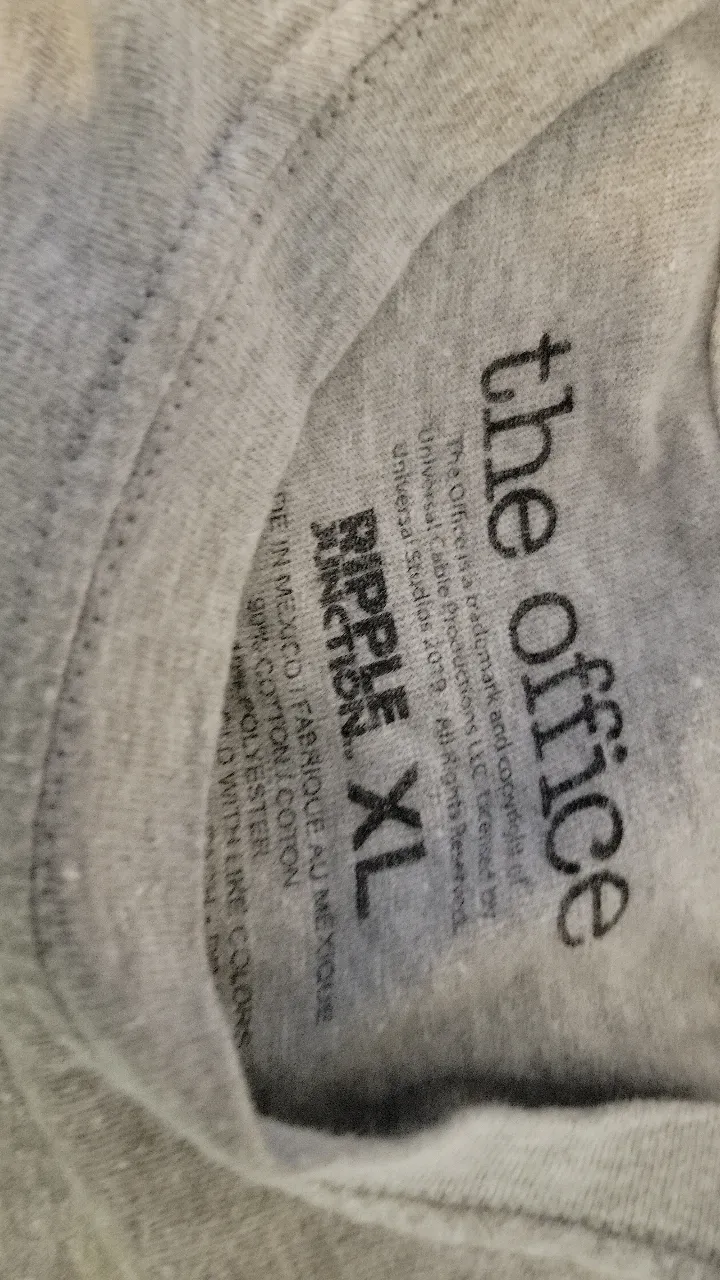 the office
The Office is a trademark and copyright of
Universal Cable Productions LLC. Licensed by
Universal Studios 2019. All Rights Reserved.
RIPPLE
JUNCTION
XL
IN MEXICO / FABRIQUE AU MEXIQUE
90% COTTON / COTON
POLYESTER
WITH LIKE COLORS